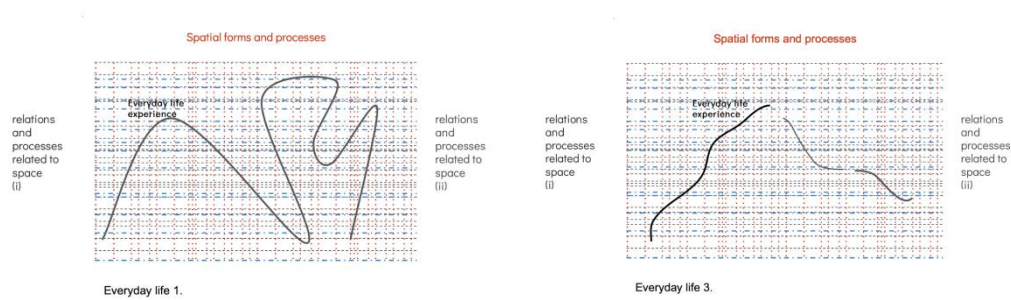 Spatial forms and processes
Everyday life
experience
relations
and
processes
related to
space
(i)
relations
and
processes
related to
space
(ii)
Everyday life 1.
Spatial forms and processes
Everyday life
experience
relations
and
processes
related to
space
(i)
relations
and
processes
related to
space
(ii)
Everyday life 3.